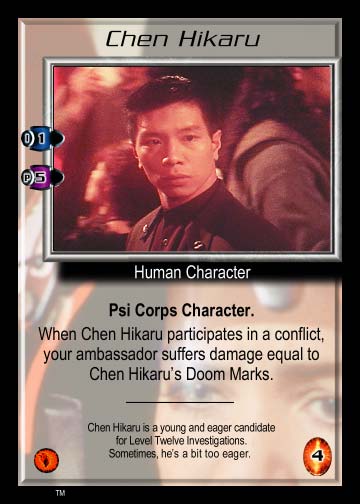 Chen Hikaru
1
5
Human Character
Psi Corps Character.
When Chen Hikaru participates in a conflict,
your ambassador suffers damage equal to
Chen Hikaru's Doom Marks.
Chen Hikaru is a young and eager candidate
for Level Twelve Investigations.
Sometimes, he's a bit too eager.
4
TM